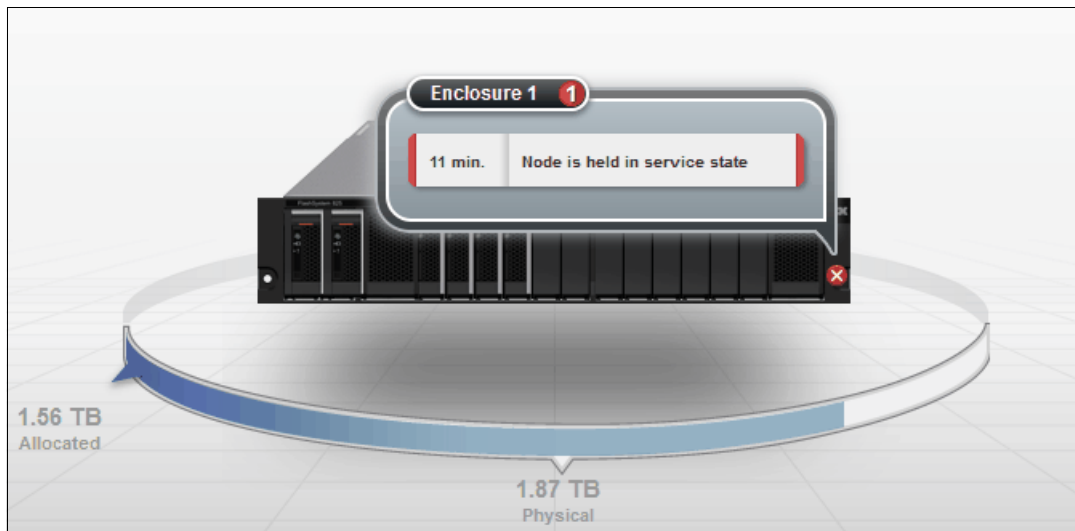 Enclosure 1 1
11 min. Node is held in service state
1.56 TB
Allocated
1.87 TB
Physical